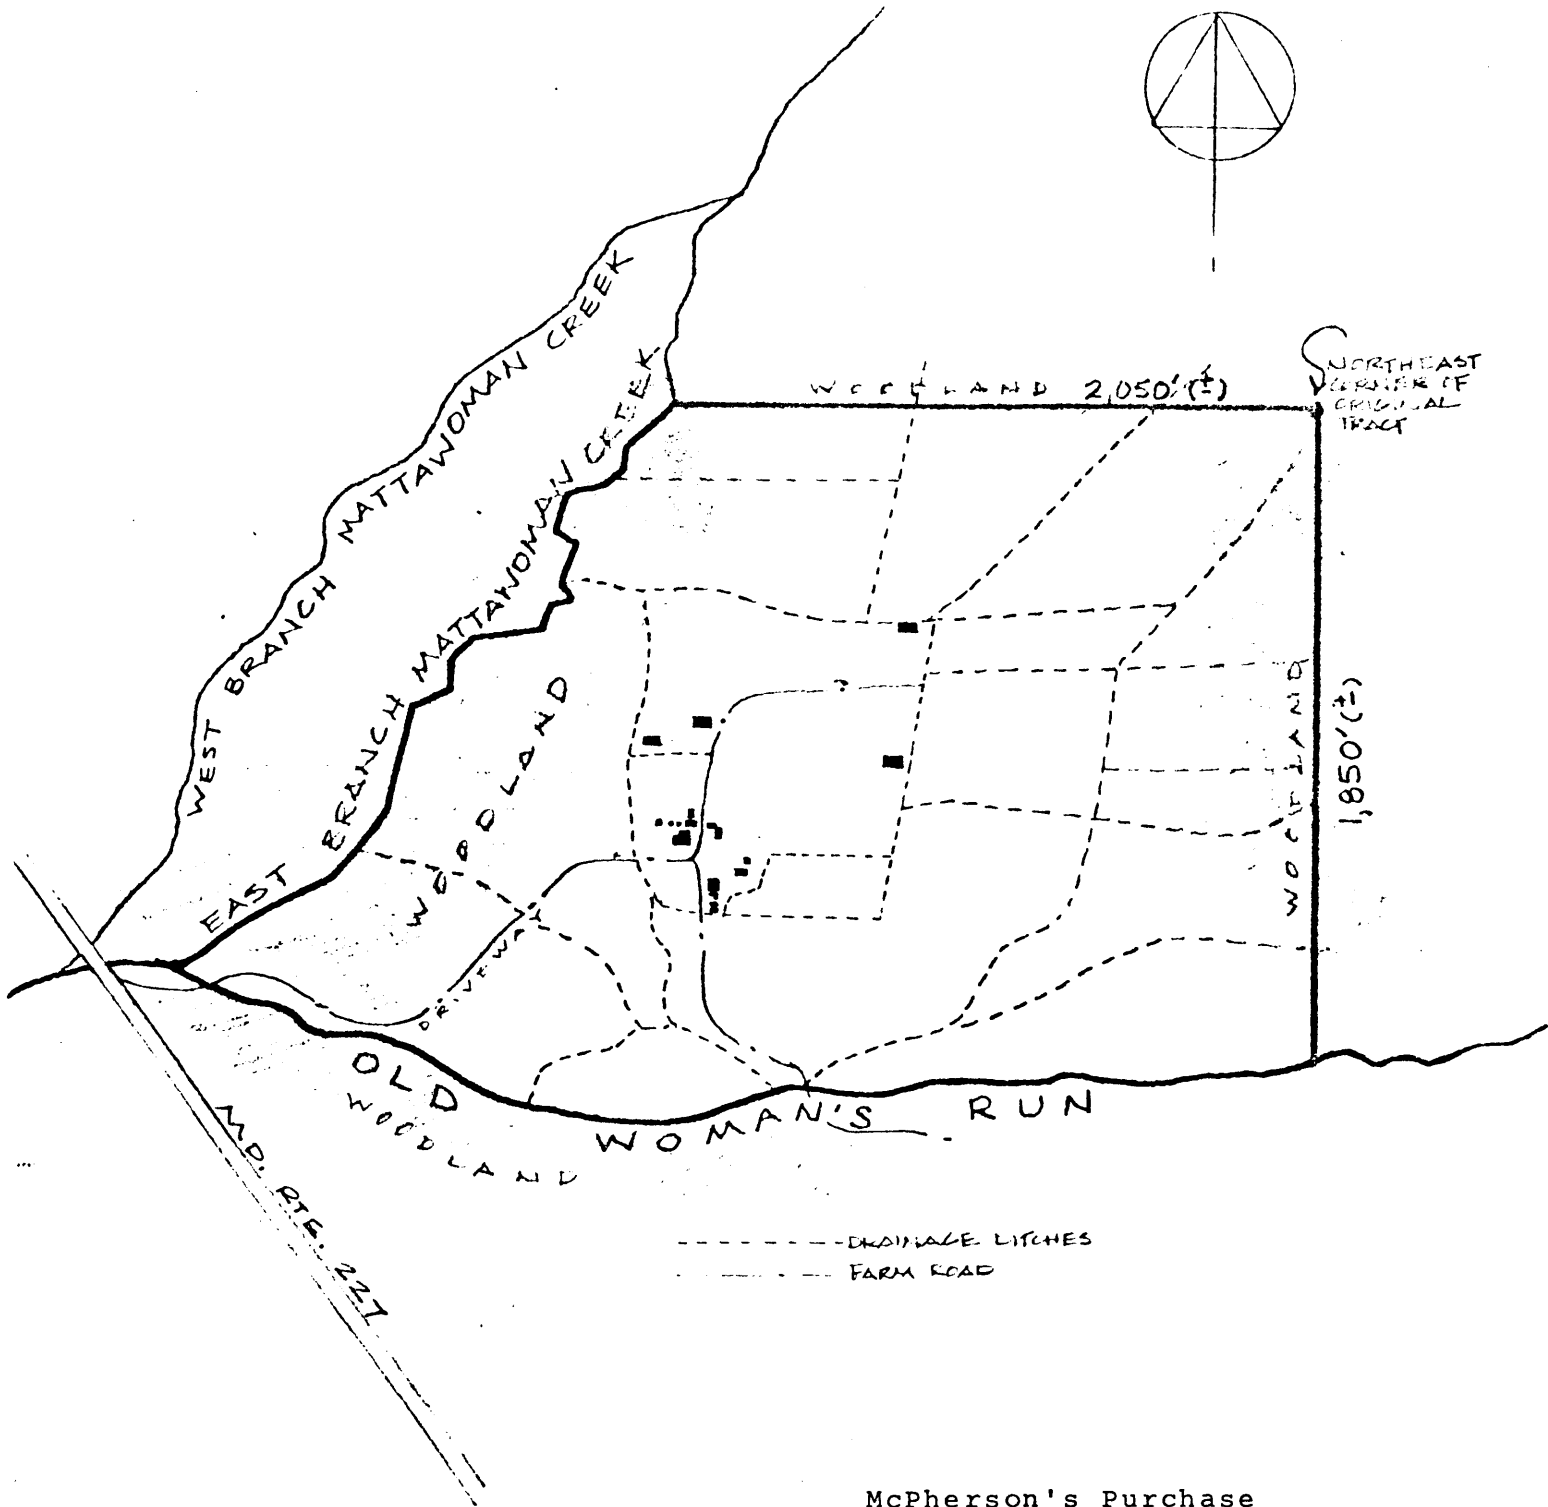 WEST BRANCH MATTAWOMAN CREEK
EAST BRANCH MATTAWOMAN CREEK
WOODLAND 2,050'(±)
NORTHEAST
CORNER OF
ORIGINAL
TRACT
WOODLAND
WOODLAND
1,850'(±)
DRIVEWAY
OLD WOMAN'S RUN
WOODLAND
MD. RTE. 227
DRAINAGE DITCHES
FARM ROAD
McPherson's Purchase